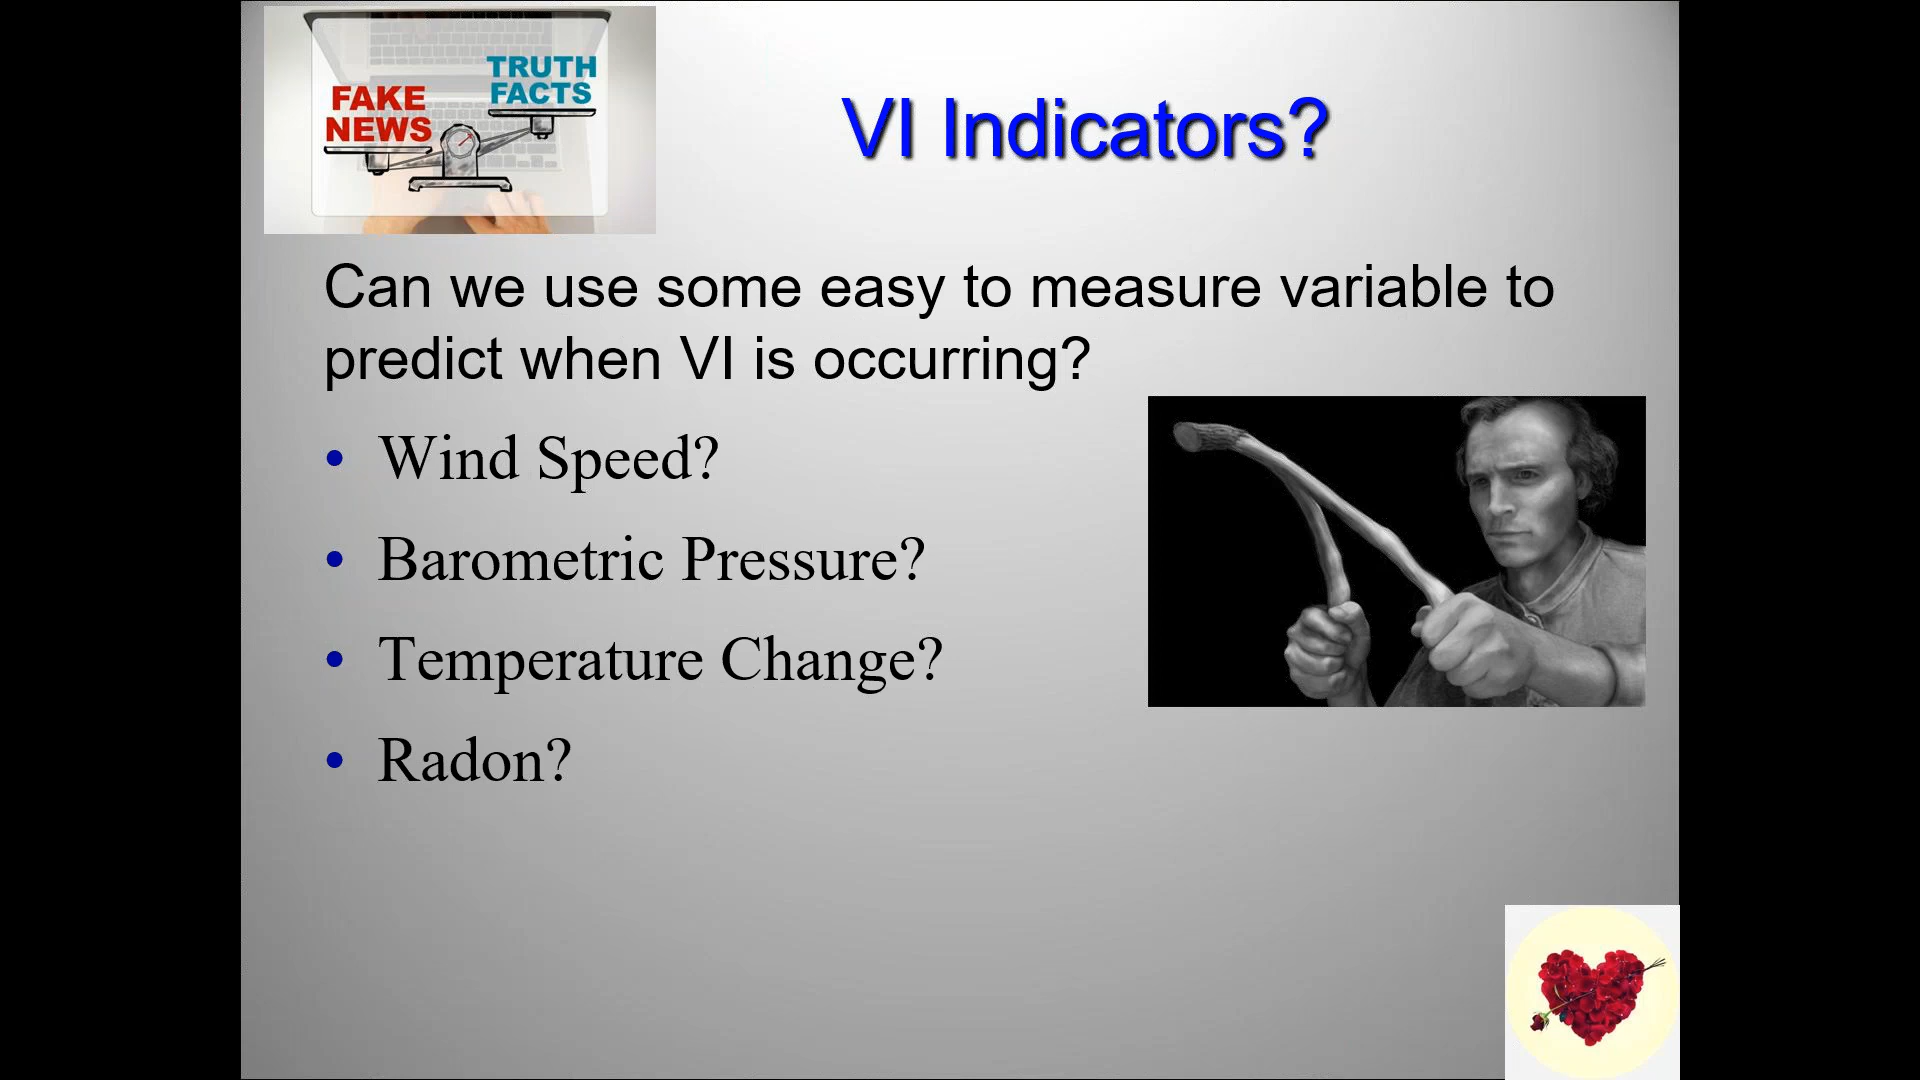 FAKE
NEWS
TRUTH
FACTS
VI Indicators?
Can we use some easy to measure variable to
predict when VI is occurring?
• Wind Speed?
• Barometric Pressure?
• Temperature Change?
• Radon?